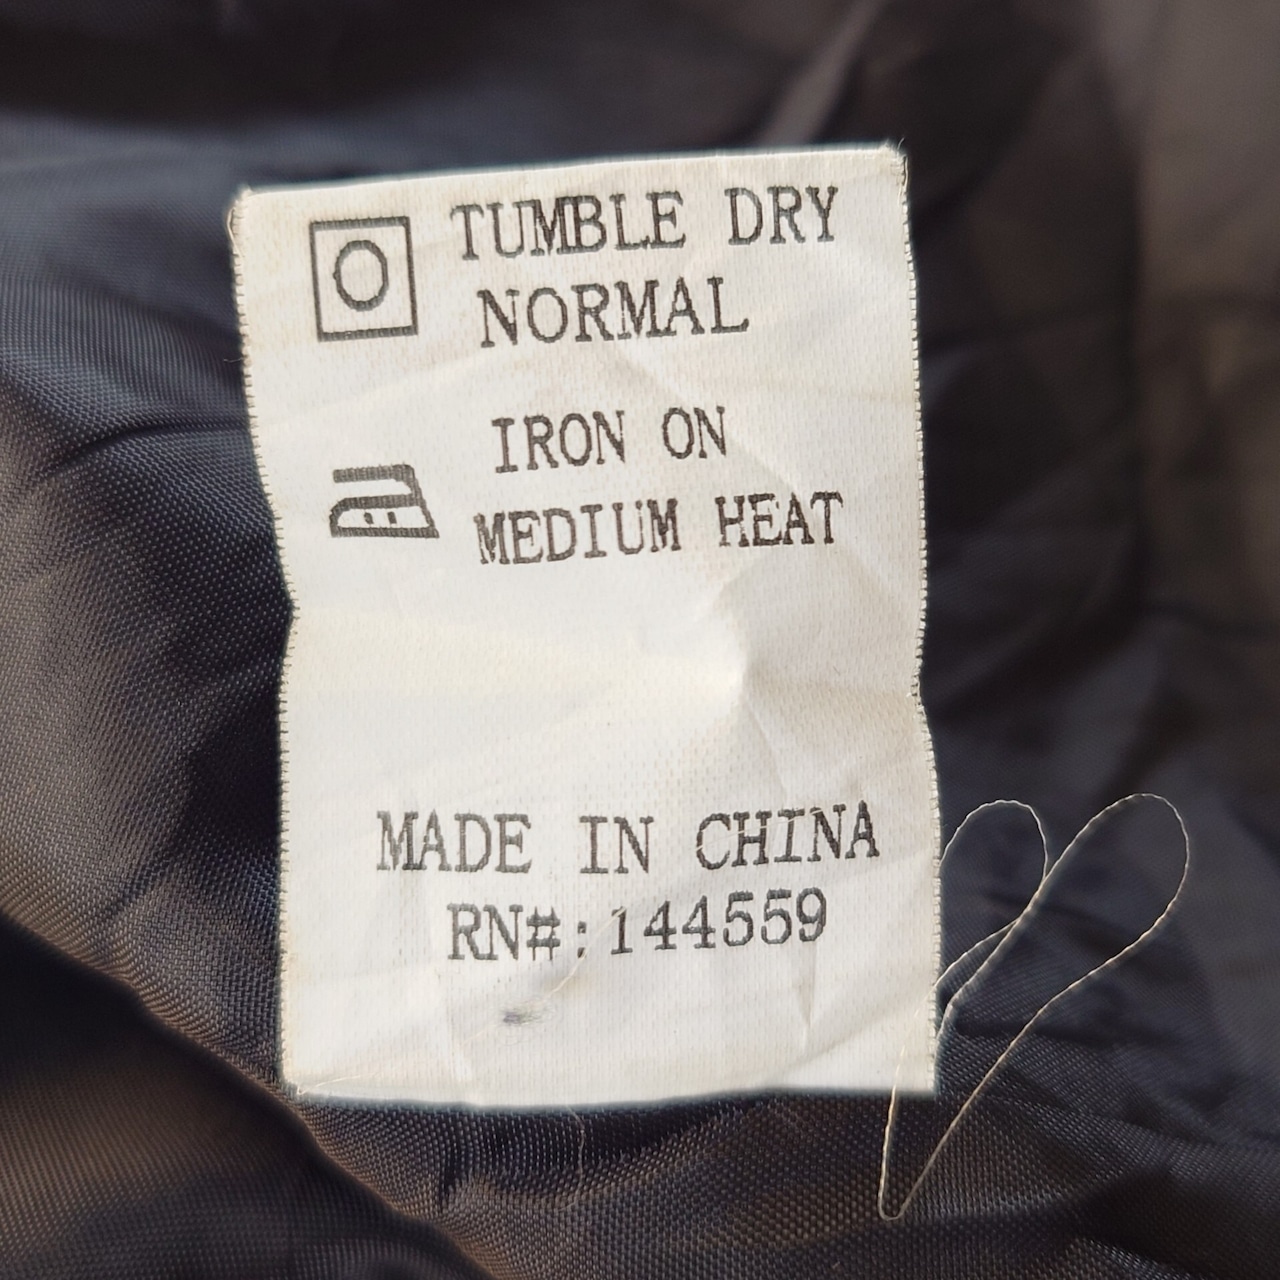 TUMBLE DRY
NORMAL
IRON ON
MEDIUM HEAT
MADE IN CHINA
RN#:144559